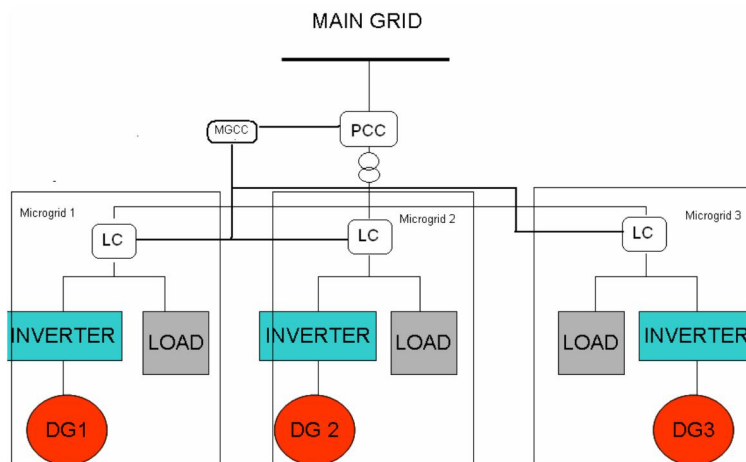 MAIN GRID
MGCC
PCC
Microgrid 1
Microgrid 2
Microgrid 3
LC
LC
LC
INVERTER
LOAD
INVERTER
LOAD
LOAD
INVERTER
DG1
DG 2
DG3